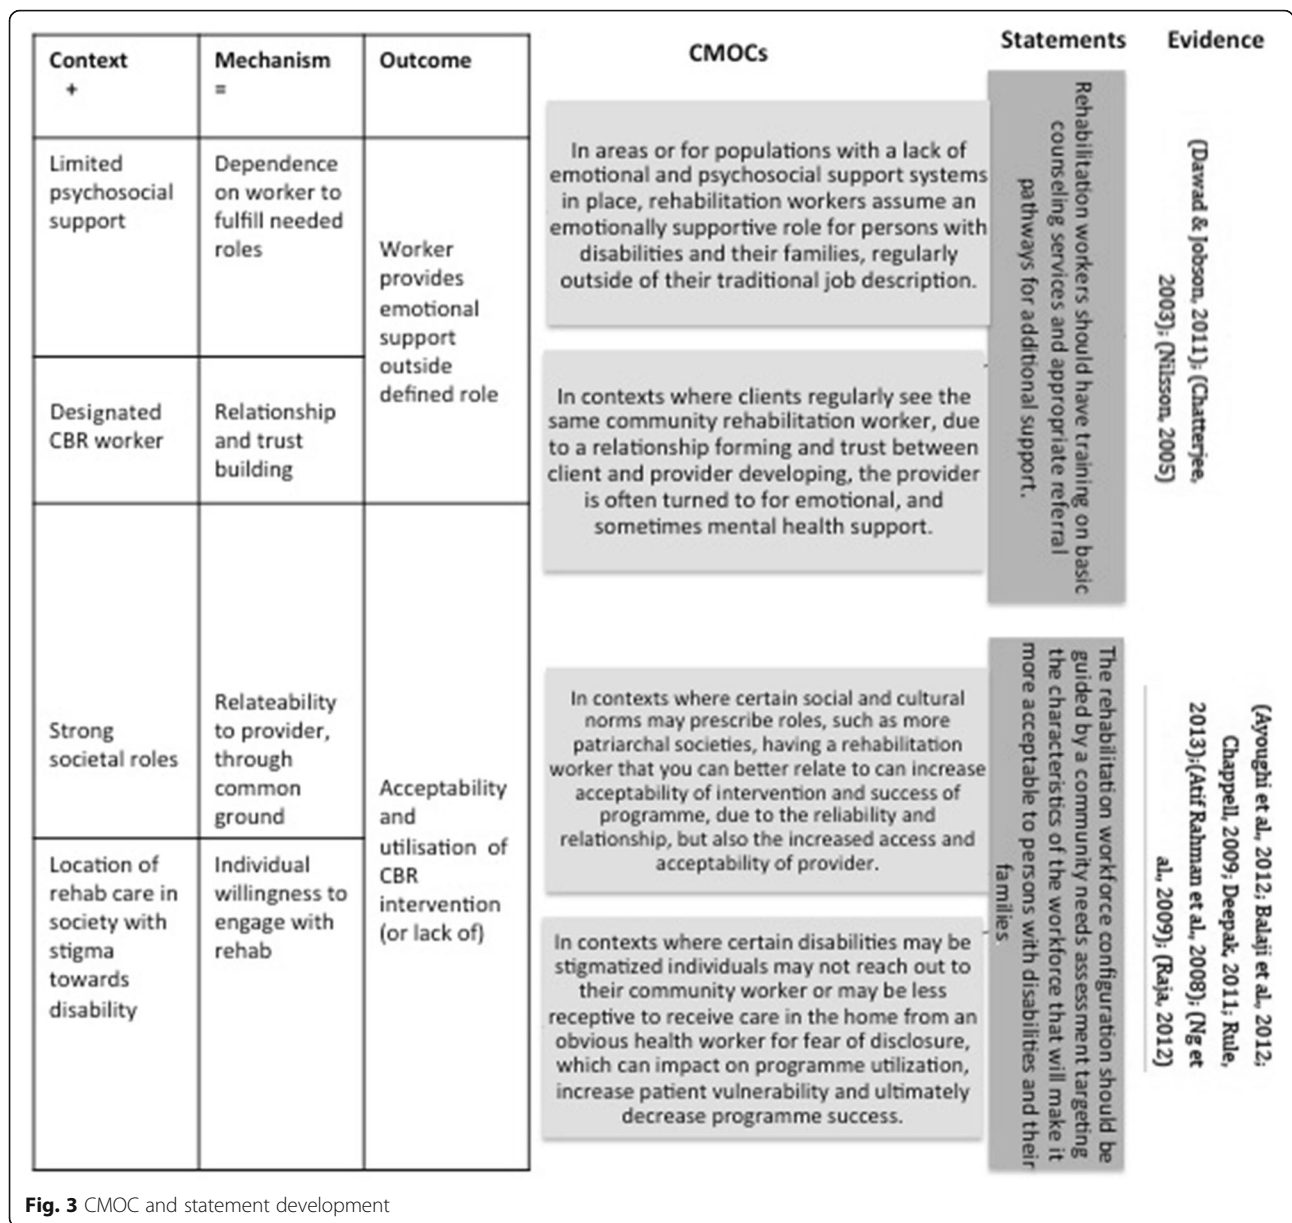 Context
+
Mechanism
=
Outcome
Limited
psychosocial
support
Dependence
on worker to
fulfill needed
roles
Worker
provides
emotional
support
outside
defined role
Designated
CBR worker
Relationship
and trust
building
Strong
societal roles
Relateability
to provider,
through
common
ground
Acceptability
and
utilisation of
CBR
intervention
(or lack of)
Location of
rehab care in
society with
stigma
towards
disability
Individual
willingness to
engage with
rehab
CMOCs
In areas or for populations with a lack of
emotional and psychosocial support systems
in place, rehabilitation workers assume an
emotionally supportive role for persons with
disabilities and their families, regularly
outside of their traditional job description.
In contexts where clients regularly see the
same community rehabilitation worker, due
to a relationship forming and trust between
client and provider developing, the provider
is often turned to for emotional, and
sometimes mental health support.
In contexts where certain social and cultural
norms may prescribe roles, such as more
patriarchal societies, having a rehabilitation
worker that you can better relate to can increase
acceptability of intervention and success of
programme, due to the reliability and
relationship, but also the increased access and
acceptability of provider.
In contexts where certain disabilities may be
stigmatized individuals may not reach out to
their community worker or may be less
receptive to receive care in the home from an
obvious health worker for fear of disclosure,
which can impact on programme utilization,
increase patient vulnerability and ultimately
decrease programme success.
Statements
Rehabilitation workers should have training on basic
counseling services and appropriate referral
pathways for additional support.
The rehabilitation workforce configuration should be
guided by a community needs assessment targeting
the characteristics of the workforce that will make it
more acceptable to persons with disabilities and their
families.
Evidence
(Dawad & Jobson, 2011); (Chatterjee,
2003); (Nilsson, 2005)
(Ayoughi et al., 2012; Balaji et al., 2012;
Chappell, 2009; Deepak, 2011; Rule,
2013);(Atif Rahman et al., 2008); (Ng et
al., 2009); (Raja, 2012)
Fig. 3 CMOC and statement development